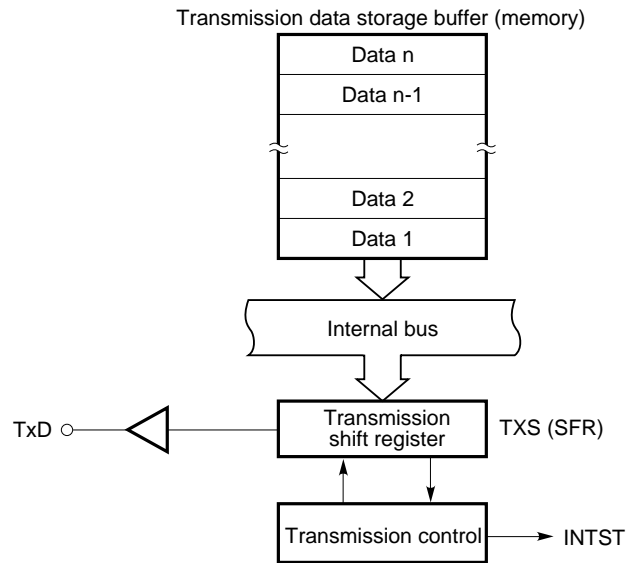 Transmission data storage buffer (memory)
Data n
Data n-1
Data 2
Data 1
Internal bus
TxD
Transmission
shift register
TXS (SFR)
Transmission control
INTST